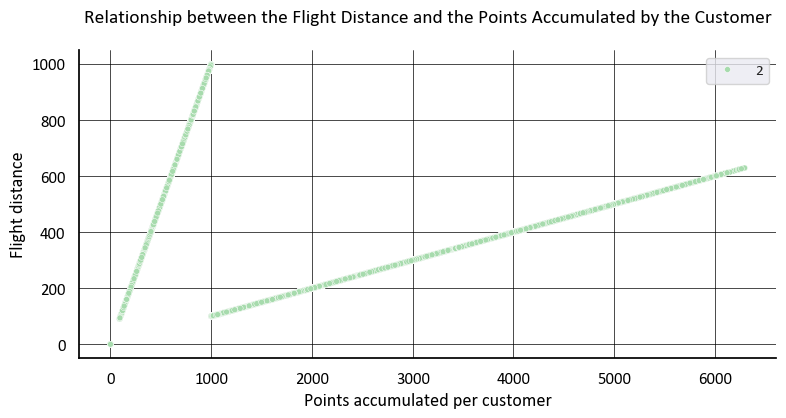 Relationship between the Flight Distance and the Points Accumulated by the Customer
2
1000
800
600
400
200
0
Flight distance
0 1000 2000 3000 4000 5000 6000
Points accumulated per customer